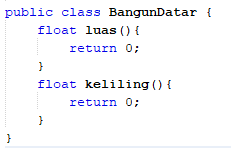 public class BangunDatar {
    float luas(){
        return 0;
    }
    float keliling(){
        return 0;
    }
}